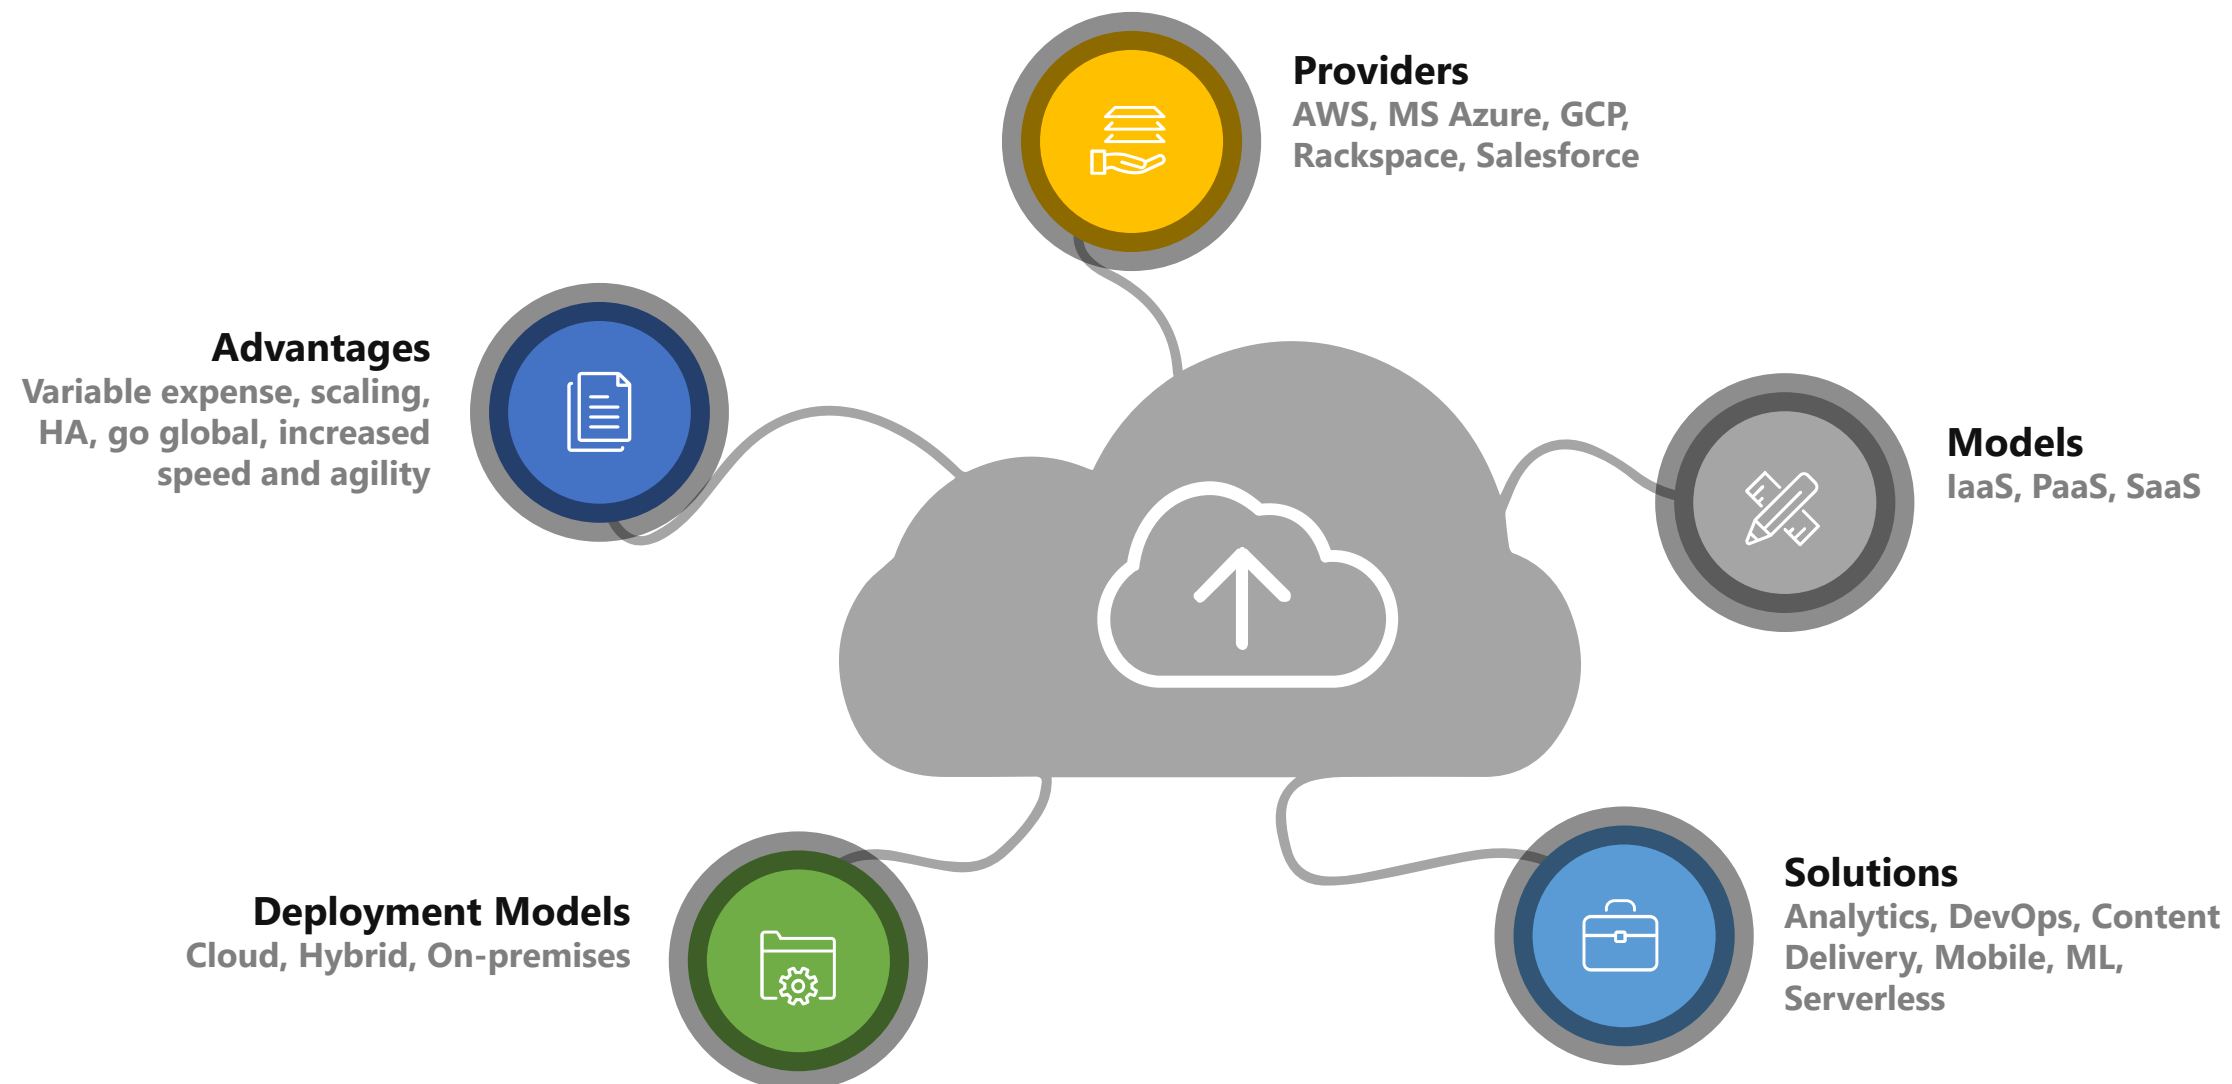 Providers
AWS, MS Azure, GCP,
Rackspace, Salesforce
Advantages
Variable expense, scaling,
HA, go global, increased
speed and agility
Models
IaaS, PaaS, SaaS
Deployment Models
Cloud, Hybrid, On-premises
Solutions
Analytics, DevOps, Content
Delivery, Mobile, ML,
Serverless